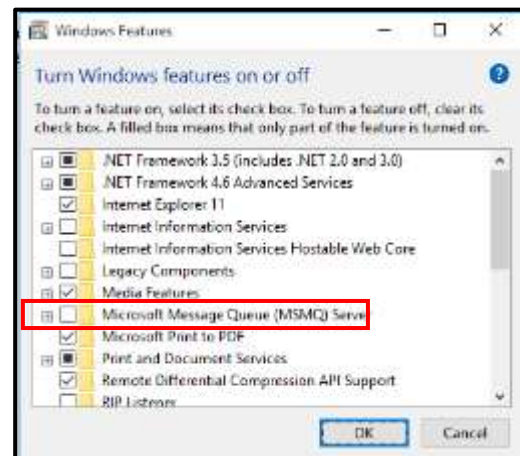 Windows Features
Turn Windows features on or off
To turn a feature on, select its check box. To turn a feature off, clear its
check box. A filled box means that only part of the feature is turned on.
.NET Framework 3.5 (includes .NET 2.0 and 3.0)
.NET Framework 4.6 Advanced Services
Internet Explorer 11
Internet Information Services
Internet Information Services Hostable Web Core
Legacy Components
Media Features
Microsoft Message Queue (MSMQ) Server
Microsoft Print to PDF
Print and Document Services
Remote Differential Compression API Support
RIP Listener
OK
Cancel